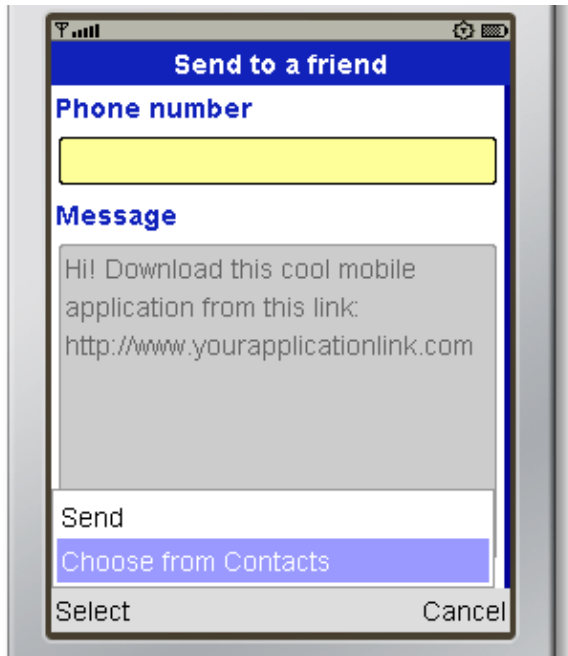 Send to a friend
Phone number
Message
Hi! Download this cool mobile
application from this link:
http://www.yourapplicationlink.com
Send
Choose from Contacts
Select Cancel